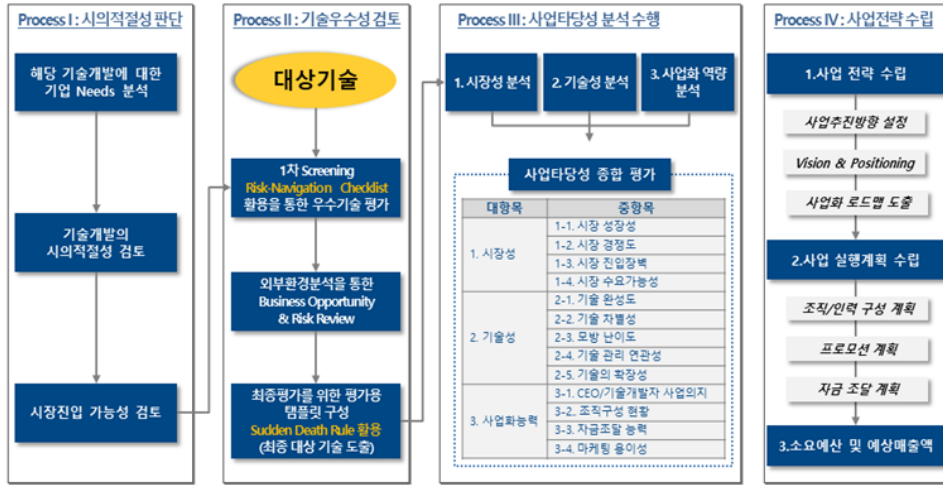 Process I : 시의적절성 판단
해당 기술개발에 대한
기업 Needs 분석
기술개발의
시의적절성 검토
시장진입 가능성 검토
Process II : 기술우수성 검토
대상기술
1차 Screening
Risk-Navigation Checklist
활용을 통한 우수기술 평가
외부환경분석을 통한
Business Opportunity
& Risk Review
최종평가를 위한 평가용
탬플릿 구성
Sudden Death Rule 활용
(최종 대상 기술 도출)
Process III : 사업타당성 분석 수행
1. 시장성 분석
2. 기술성 분석
3. 사업화 역량
분석
사업타당성 종합 평가
대항목
중항목
1. 시장성
1-1. 시장 성장성
1-2. 시장 경쟁도
1-3. 시장 진입장벽
1-4. 시장 수요가능성
2. 기술성
2-1. 기술 완성도
2-2. 기술 차별성
2-3. 모방 난이도
2-4. 기술 관리 연관성
2-5. 기술의 확장성
3. 사업화능력
3-1. CEO/기술개발자 사업의지
3-2. 조직구성 현황
3-3. 자금조달 능력
3-4. 마케팅 용이성
Process IV : 사업전략 수립
1.사업 전략 수립
사업추진방향 설정
Vision & Positioning
사업화 로드맵 도출
2.사업 실행계획 수립
조직/인력 구성 계획
프로모션 계획
자금 조달 계획
3.소요예산 및 예상매출액